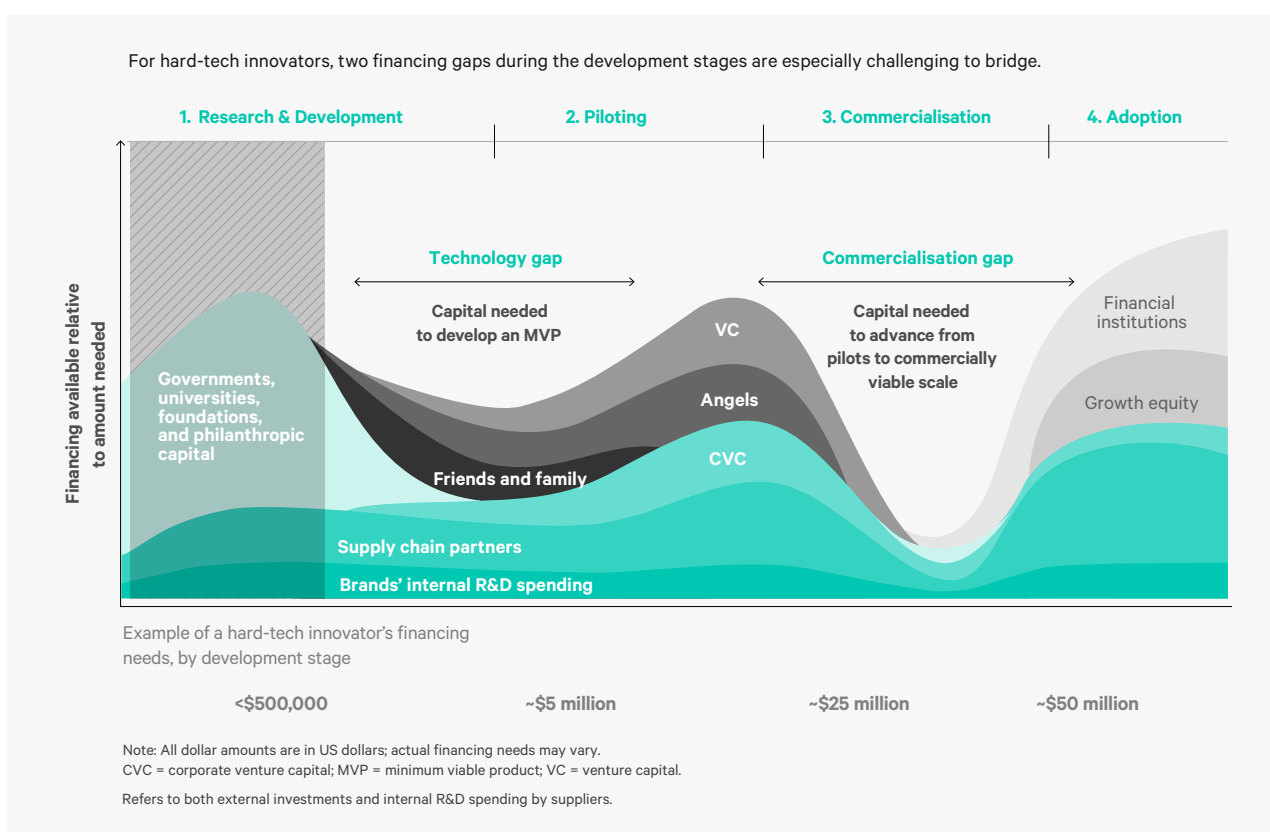 For hard-tech innovators, two financing gaps during the development stages are especially challenging to bridge.
1. Research & Development
2. Piloting
3. Commercialisation
4. Adoption
Financing available relative
to amount needed
Technology gap
Capital needed
to develop an MVP
Commercialisation gap
Capital needed
to advance from
pilots to commercially
viable scale
Governments,
universities,
foundations,
and philanthropic
capital
VC
Angels
CVC
Friends and family
Financial
institutions
Growth equity
Supply chain partners
Brands’ internal R&D spending
Example of a hard-tech innovator’s financing
needs, by development stage
<$500,000
~$5 million
~$25 million
~$50 million
Note: All dollar amounts are in US dollars; actual financing needs may vary.
CVC = corporate venture capital; MVP = minimum viable product; VC = venture capital.
Refers to both external investments and internal R&D spending by suppliers.